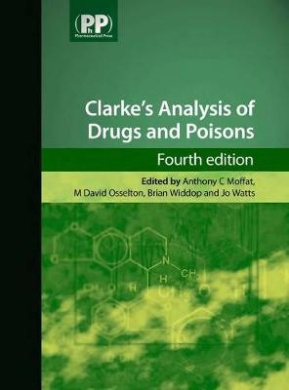 PhP
Pharmaceutical Press
Clarke's Analysis of
Drugs and Poisons
Fourth edition
Edited by Anthony C Moffat,
M David Osselton, Brian Widdop and Jo Watts
N
H